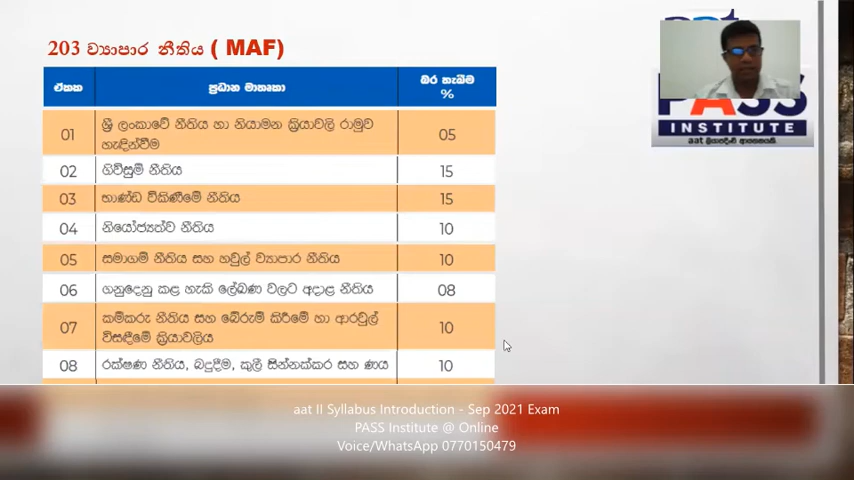 203 ව්‍යාපාර නීතිය ( MAF)
ඒකක ප්‍රධාන මාතෘකා බර තැබීම %
01 ශ්‍රී ලංකාවේ නීතිය හා නියාමන ක්‍රියාවලි රාමුව හැඳින්වීම 05
02 ගිවිසුම් නීතිය 15
03 භාණ්ඩ විකිණීමේ නීතිය 15
04 නියෝජ්‍යත්ව නීතිය 10
05 සමාගම් නීතිය සහ හවුල් ව්‍යාපාර නීතිය 10
06 ගනුදෙනු කළ හැකි ලේඛණ වලට අදාළ නීතිය 08
07 කම්කරු නීතිය සහ බේරුම් කිරීමේ හා ආරවුල් විසඳීමේ ක්‍රියාවලිය 10
08 රක්ෂණ නීතිය, බදුදීම, කුලී සින්නක්කර සහ ණය 10
PASS
INSTITUTE
aat II Syllabus Introduction - Sep 2021 Exam
PASS Institute @ Online
Voice/WhatsApp 0770150479